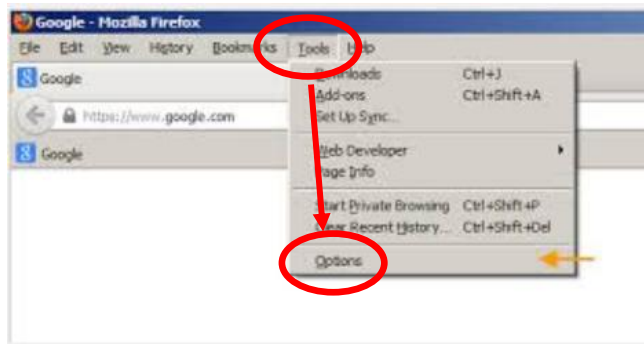 Google - Mozilla Firefox
File Edit View History Bookmarks Tools Help
Google
https://www.google.com
Google
Downloads Ctrl+J
Add-ons Ctrl+Shift+A
Set Up Sync...
Web Developer
Page Info
Start Private Browsing Ctrl+Shift+P
Clear Recent History... Ctrl+Shift+Del
Options